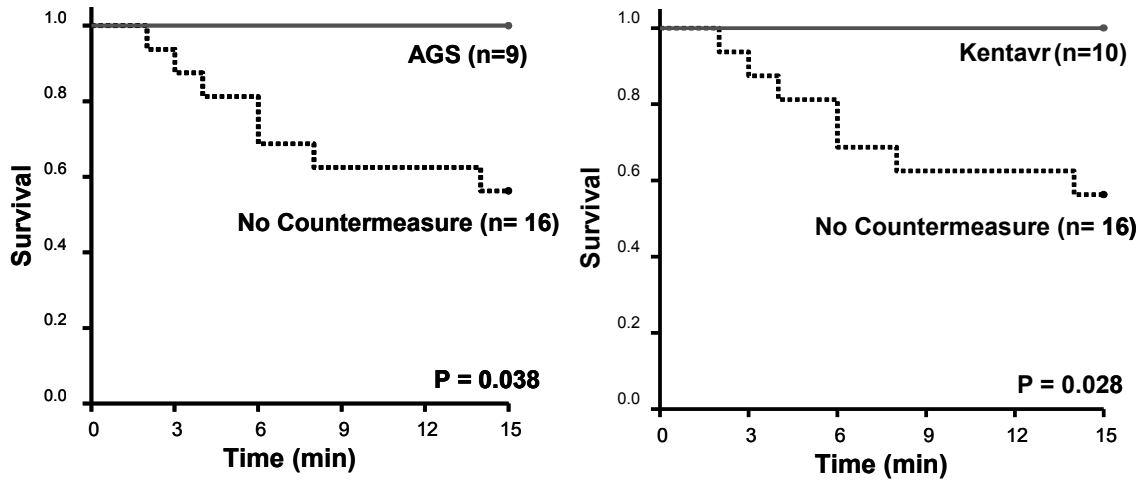 1.0
AGS (n=9)
0.8
0.6
Survival
No Countermeasure (n= 16)
0.4
0.2
P = 0.038
0.0
0 3 6 9 12 15
Time (min)
1.0
Kentavr (n=10)
0.8
0.6
Survival
No Countermeasure (n= 16)
0.4
0.2
P = 0.028
0.0
0 3 6 9 12 15
Time (min)